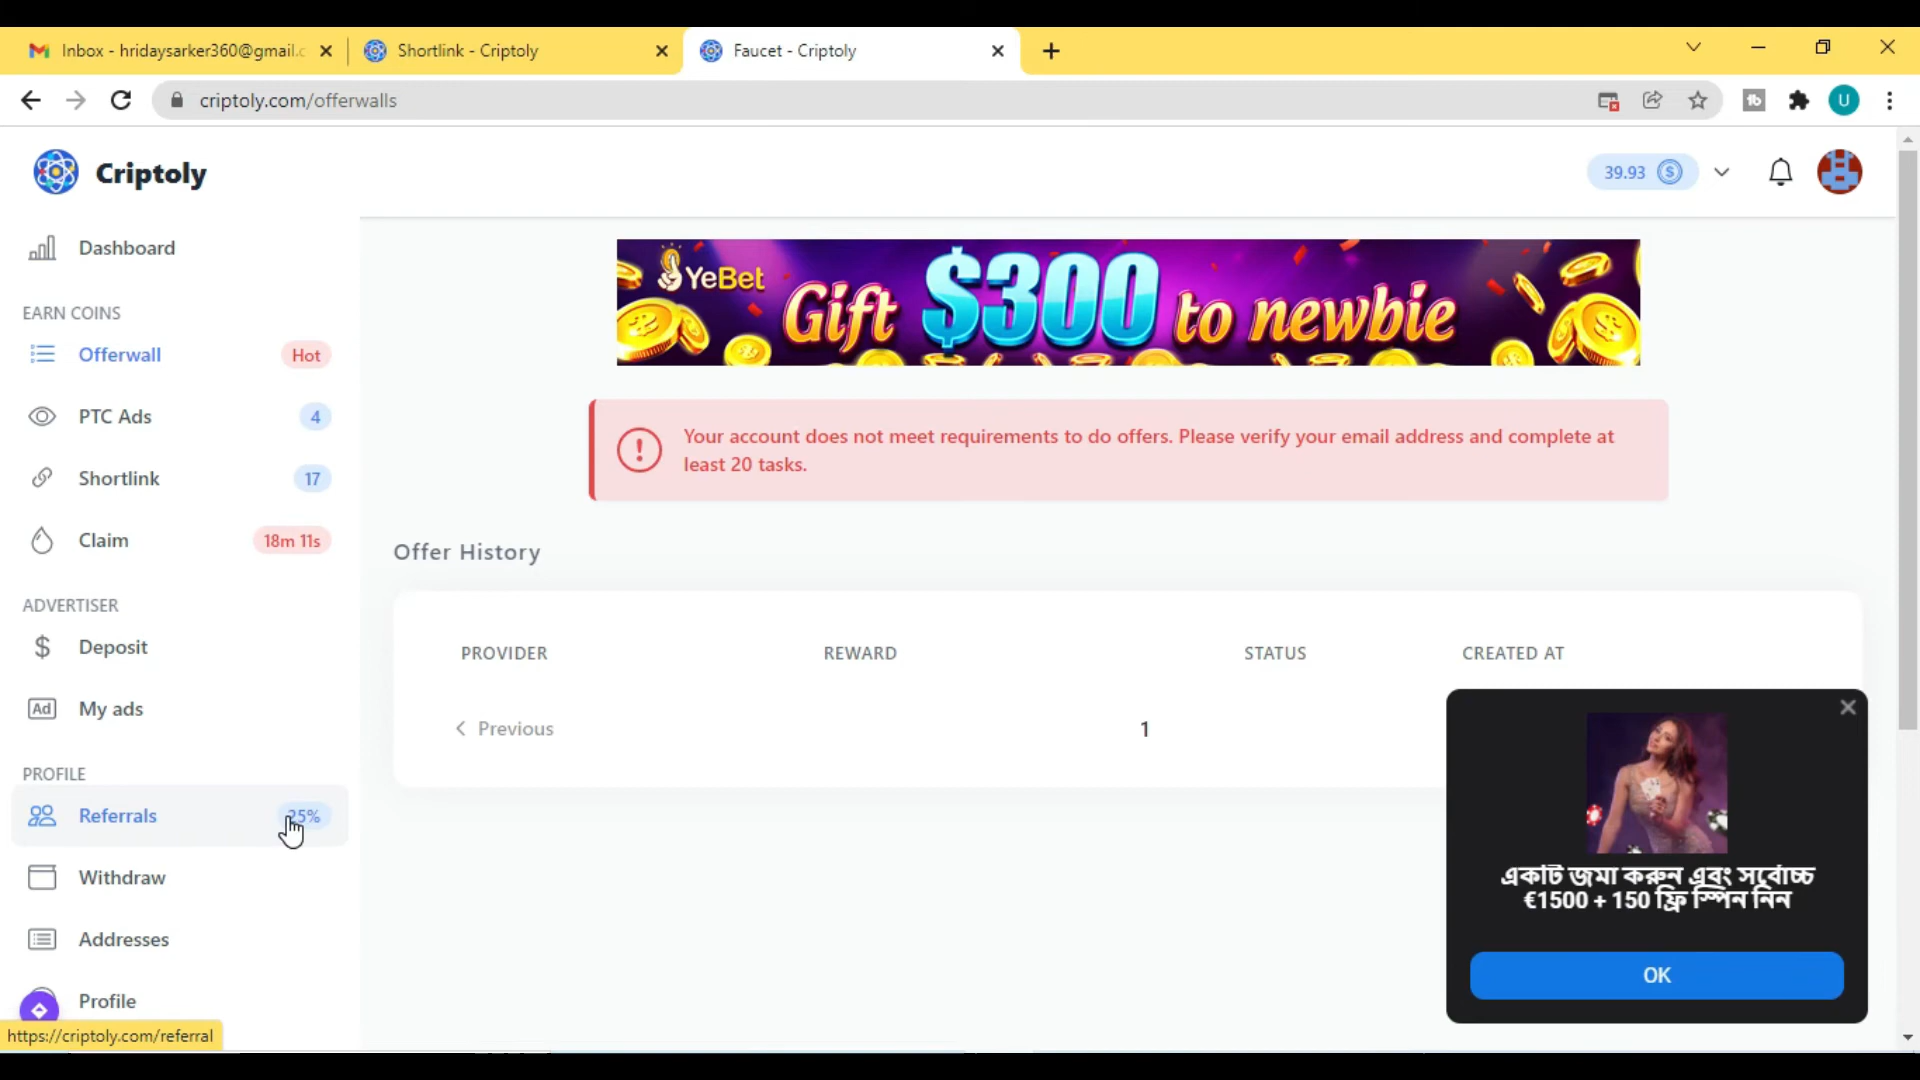 Inbox - hridaysarker360@gmail.c
Shortlink - Criptoly
Faucet - Criptoly
criptoly.com/offerwalls
U
Criptoly
39.93
Dashboard
EARN COINS
Offerwall Hot
PTC Ads 4
Shortlink 17
Claim 18m 11s
ADVERTISER
Deposit
Ad My ads
PROFILE
Referrals 25%
Withdraw
Addresses
Profile
https://criptoly.com/referral
YeBet
Gift $300 to newbie
Your account does not meet requirements to do offers. Please verify your email address and complete at
least 20 tasks.
Offer History
PROVIDER REWARD STATUS CREATED AT
Previous 1
একটি জমা করুন এবং সর্বোচ্চ
€1500 + 150 ফ্রি স্পিন নিন
OK